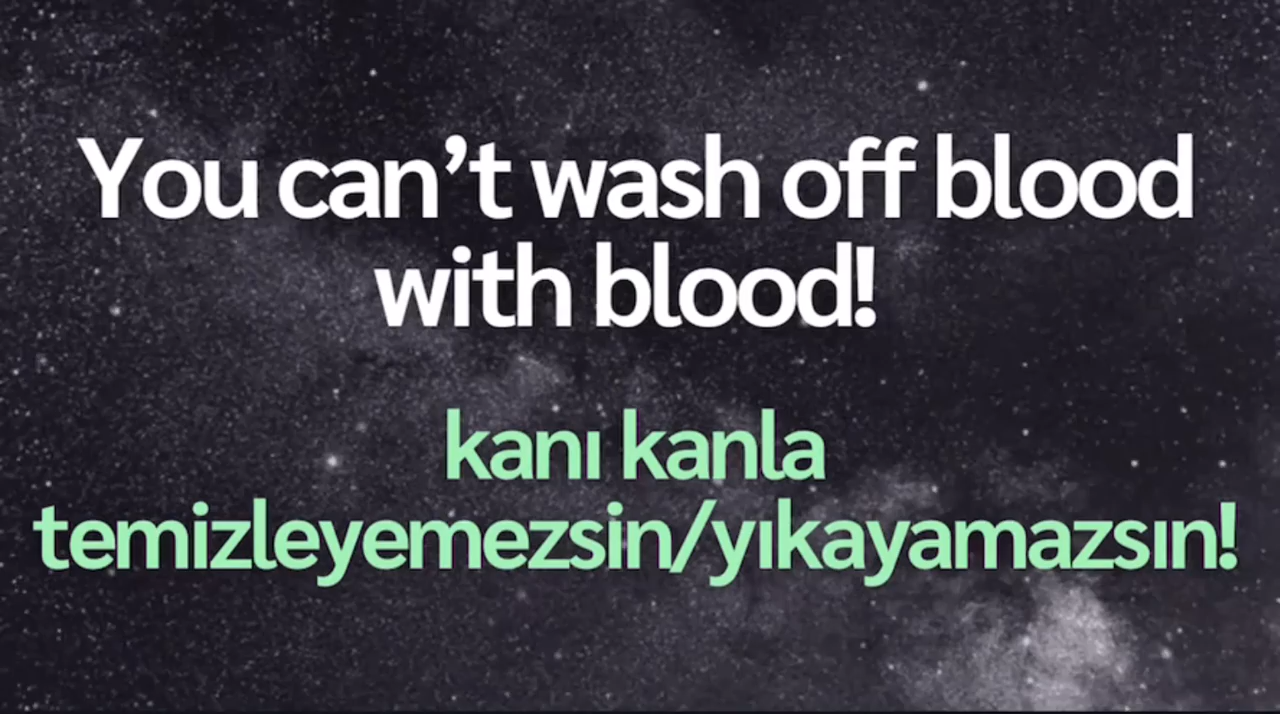 You can’t wash off blood
with blood!
kanı kanla
temizleyemezsin/yıkayamazsın!